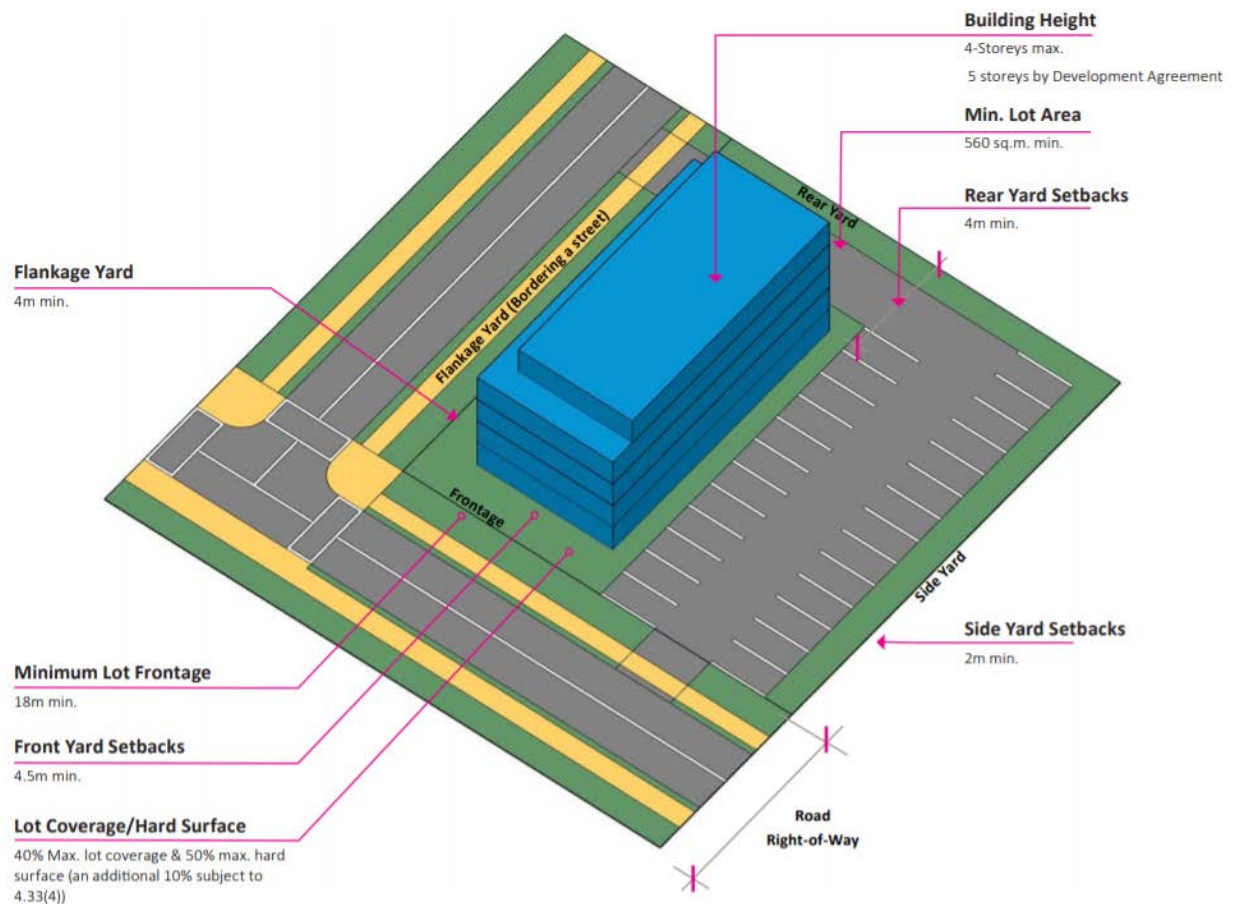 Building Height
4-Storeys max.
5 storeys by Development Agreement
Min. Lot Area
560 sq.m. min.
Rear Yard Setbacks
4m min.
Rear Yard
Flankage Yard
4m min.
Flankage Yard (Bordering a street)
Frontage
Side Yard
Side Yard Setbacks
2m min.
Minimum Lot Frontage
18m min.
Front Yard Setbacks
4.5m min.
Lot Coverage/Hard Surface
40% Max. lot coverage & 50% max. hard
surface (an additional 10% subject to
4.33(4))
Road
Right-of-Way